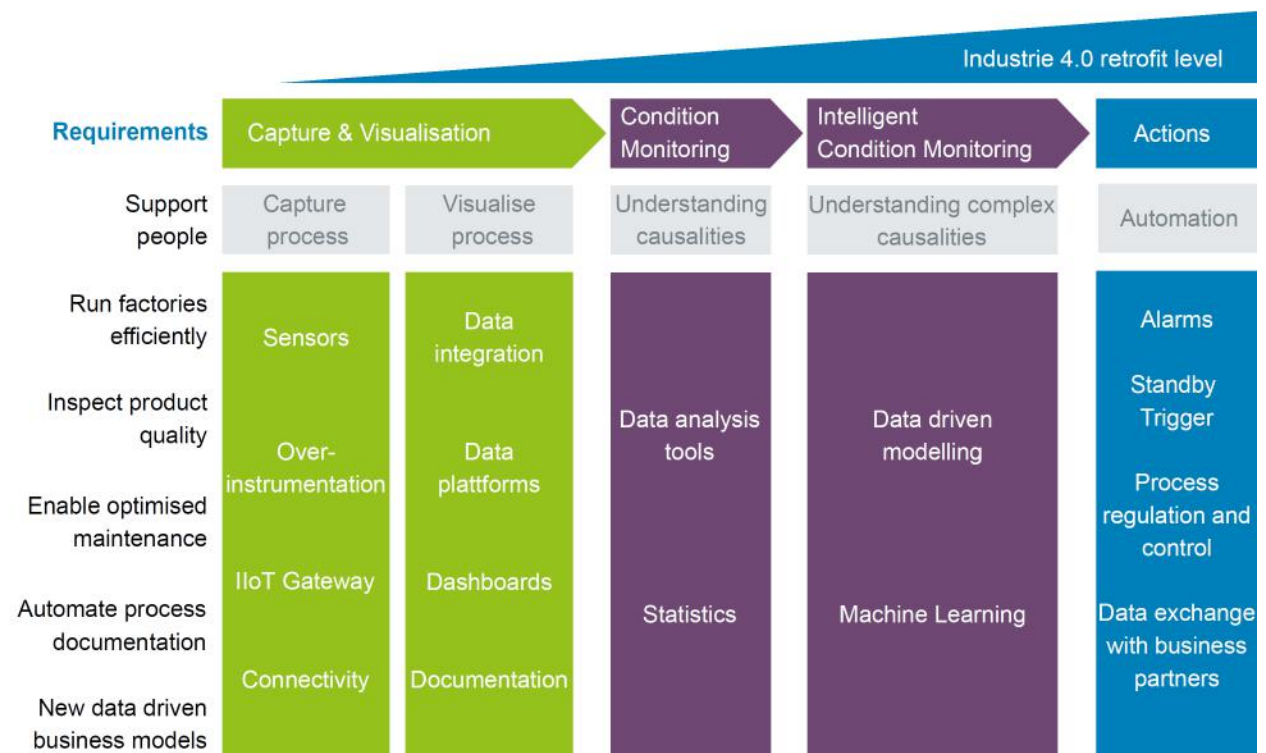 Industrie 4.0 retrofit level
Requirements
Capture & Visualisation
Condition
Monitoring
Intelligent
Condition Monitoring
Actions
Support
people
Capture
process
Visualise
process
Understanding
causalities
Understanding complex
causalities
Automation
Run factories
efficiently
Inspect product
quality
Enable optimised
maintenance
Automate process
documentation
New data driven
business models
Sensors
Over-
instrumentation
IIoT Gateway
Connectivity
Data
integration
Data
plattforms
Dashboards
Documentation
Data analysis
tools
Statistics
Data driven
modelling
Machine Learning
Alarms
Standby
Trigger
Process
regulation and
control
Data exchange
with business
partners